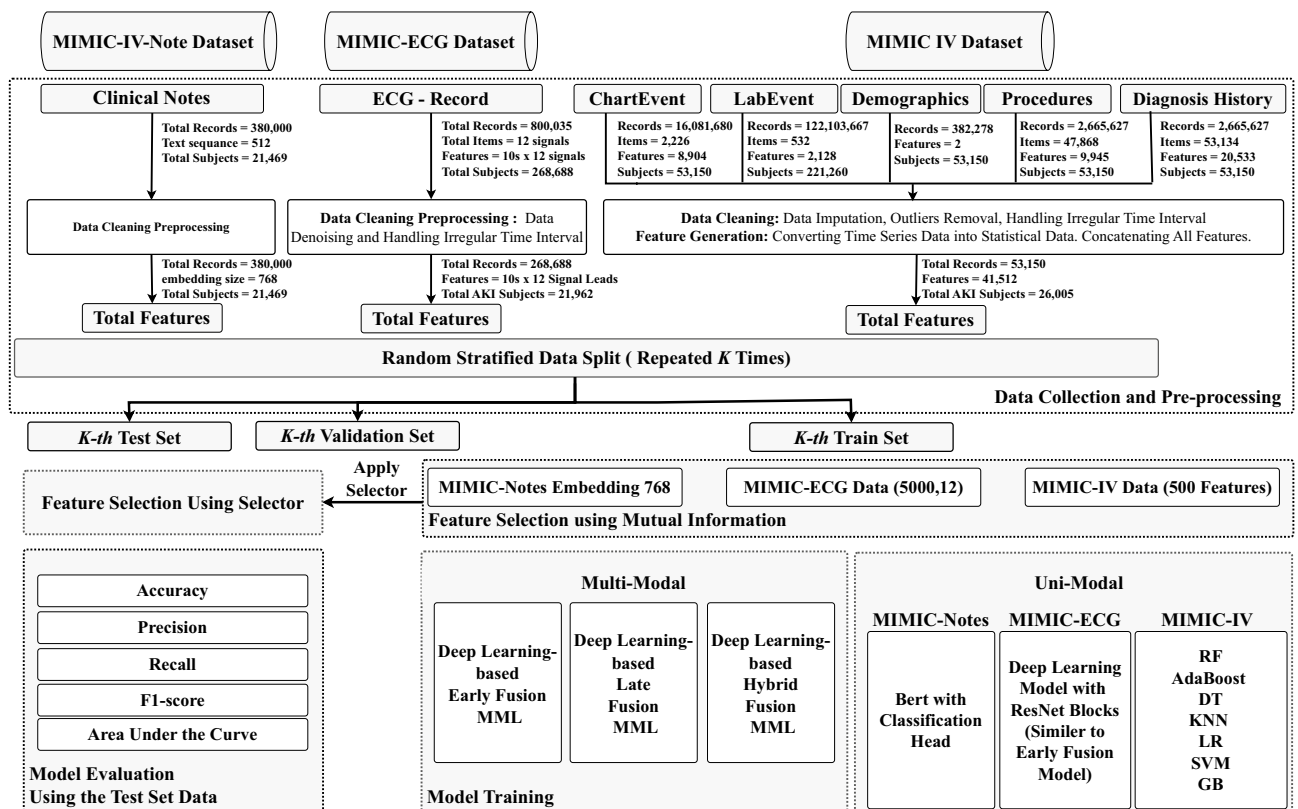 MIMIC-IV-Note Dataset
MIMIC-ECG Dataset
MIMIC IV Dataset
Clinical Notes
ECG - Record
ChartEvent
LabEvent
Demographics
Procedures
Diagnosis History
Total Records = 380,000
Text sequance = 512
Total Subjects = 21,469
Total Records = 800,035
Total Items = 12 signals
Features = 10s x 12 signals
Total Subjects = 268,688
Records = 16,081,680
Items = 2,226
Features = 8,904
Subjects = 53,150
Records = 122,103,667
Items = 532
Features = 2,128
Subjects = 221,260
Records = 382,278
Features = 2
Subjects = 53,150
Records = 2,665,627
Items = 47,868
Features = 9,945
Subjects = 53,150
Records = 2,665,627
Items = 53,134
Features = 20,533
Subjects = 53,150
Data Cleaning Preprocessing
Data Cleaning Preprocessing : Data
Denoising and Handling Irregular Time Interval
Data Cleaning: Data Imputation, Outliers Removal, Handling Irregular Time Interval
Feature Generation: Converting Time Series Data into Statistical Data. Concatenating All Features.
Total Records = 380,000
embedding size = 768
Total Subjects = 21,469
Total Records = 268,688
Features = 10s x 12 Signal Leads
Total AKI Subjects = 21,962
Total Records = 53,150
Features = 41,512
Total AKI Subjects = 26,005
Total Features
Total Features
Total Features
Random Stratified Data Split ( Repeated K Times)
Data Collection and Pre-processing
K-th Test Set
K-th Validation Set
K-th Train Set
Apply
Selector
Feature Selection Using Selector
MIMIC-Notes Embedding 768
MIMIC-ECG Data (5000,12)
MIMIC-IV Data (500 Features)
Feature Selection using Mutual Information
Accuracy
Precision
Recall
F1-score
Area Under the Curve
Model Evaluation
Using the Test Set Data
Multi-Modal
Deep Learning-
based
Early Fusion
MML
Deep Learning-
based
Late
Fusion
MML
Deep Learning-
based
Hybrid
Fusion
MML
Model Training
Uni-Modal
MIMIC-Notes
MIMIC-ECG
MIMIC-IV
Bert with
Classification
Head
Deep Learning
Model with
ResNet Blocks
(Similer to
Early Fusion
Model)
RF
AdaBoost
DT
KNN
LR
SVM
GB